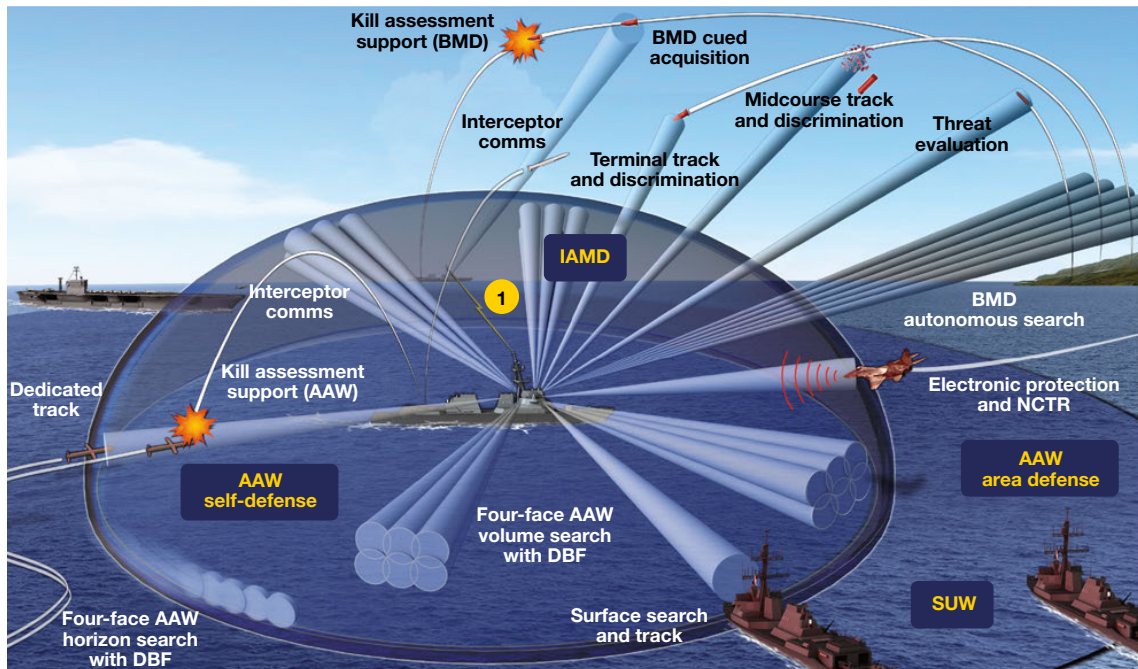 Kill assessment
support (BMD)
BMD cued
acquisition
Midcourse track
and discrimination
Interceptor
comms
Threat
evaluation
Terminal track
and discrimination
IAMD
1
Interceptor
comms
BMD
autonomous search
Kill assessment
support (AAW)
Dedicated
track
Electronic protection
and NCTR
AAW
self-defense
AAW
area defense
Four-face AAW
volume search
with DBF
SUW
Surface search
and track
Four-face AAW
horizon search
with DBF